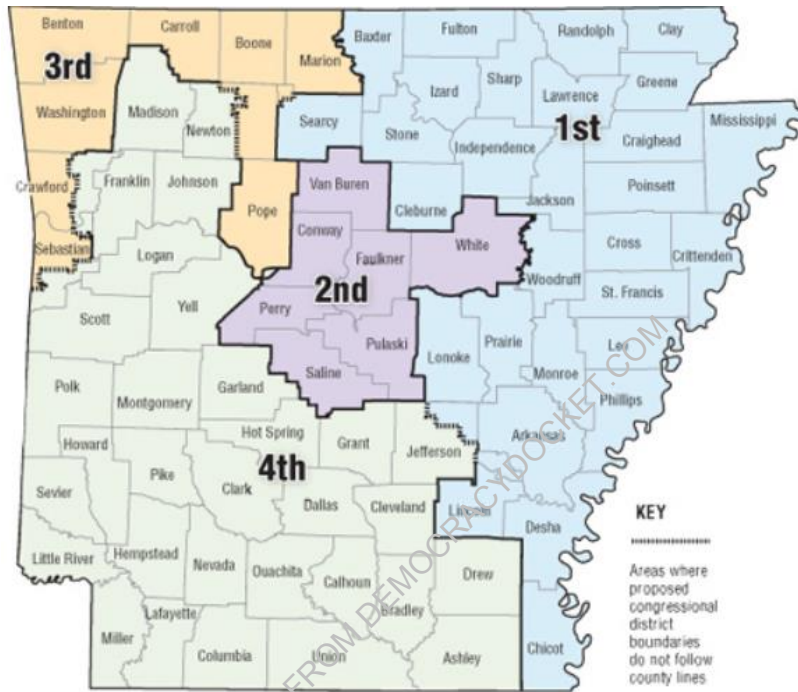 Benton
Carroll
Boone
Marion
Baxter
Fulton
Randolph
Clay
3rd
Washington
Madison
Newton
Searcy
Stone
Izard
Sharp
Lawrence
Greene
1st
Independence
Craighead
Mississippi
Poinsett
Crawford
Franklin
Johnson
Pope
Van Buren
Cleburne
Jackson
Sebastian
Logan
Conway
Faulkner
White
Woodruff
Cross
Crittenden
St. Francis
2nd
Scott
Yell
Perry
Pulaski
Saline
Lonoke
Prairie
Monroe
Lee
Phillips
Polk
Montgomery
Garland
Hot Spring
Grant
Jefferson
Arkansas
Howard
Pike
Clark
4th
Dallas
Cleveland
Lincoln
Desha
Sevier
Little River
Hempstead
Nevada
Ouachita
Calhoun
Bradley
Drew
Miller
Lafayette
Columbia
Union
Ashley
Chicot
FROM DEMOCRACYDOCKET.COM
KEY
Areas where
proposed
congressional
district
boundaries
do not follow
county lines